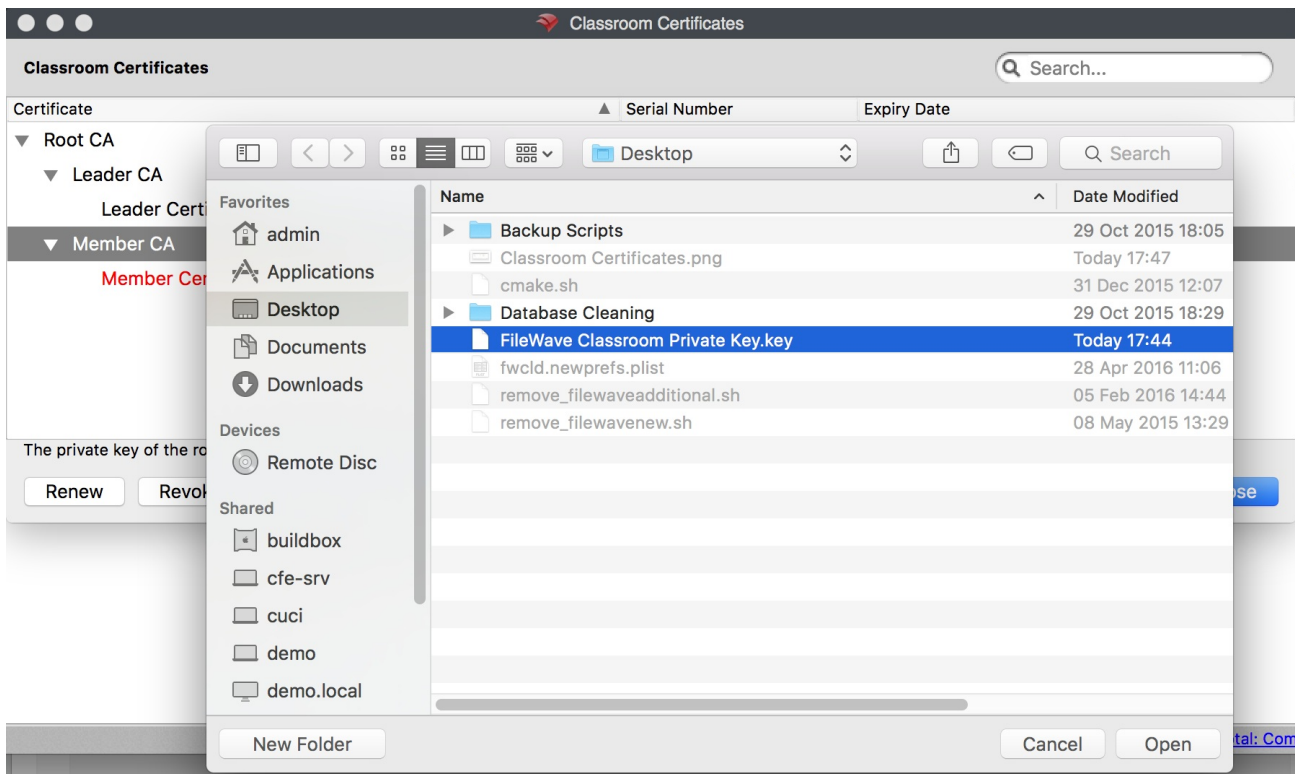 Classroom Certificates
Classroom Certificates
Search...
Certificate Serial Number Expiry Date
Root CA
Leader CA
Leader Certi
Member CA
Member Cer
The private key of the ro
Renew Revok ose
Desktop
Search
Favorites
admin
Applications
Desktop
Documents
Downloads
Devices
Remote Disc
Shared
buildbox
cfe-srv
cuci
demo
demo.local
Name Date Modified
Backup Scripts 29 Oct 2015 18:05
Classroom Certificates.png Today 17:47
cmake.sh 31 Dec 2015 12:07
Database Cleaning 29 Oct 2015 18:29
FileWave Classroom Private Key.key Today 17:44
fwcld.newprefs.plist 28 Apr 2016 11:06
remove_filewaveadditional.sh 05 Feb 2016 14:44
remove_filewavenew.sh 08 May 2015 13:29
New Folder Cancel Open
tal: Com